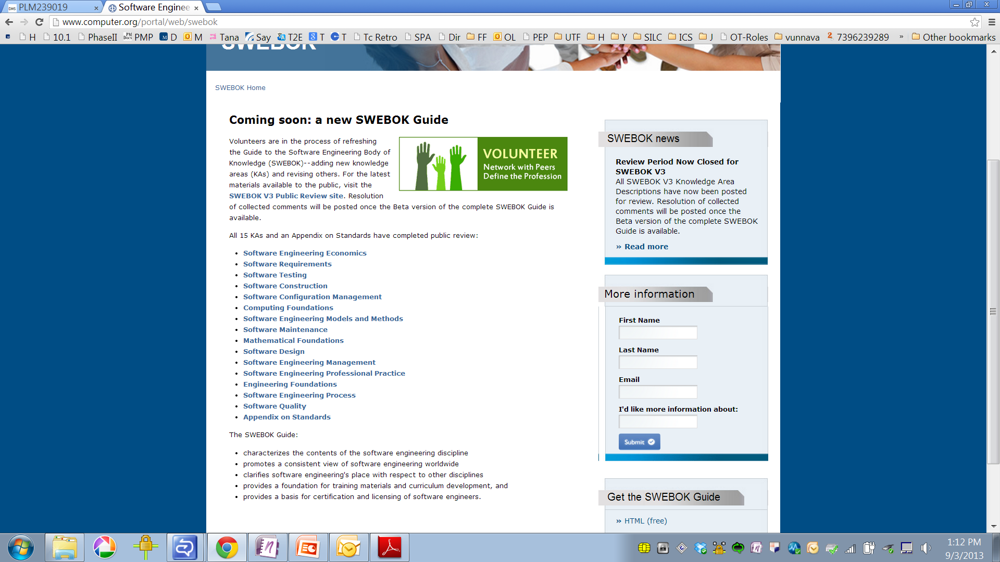 PLM239019
Software Enginee
www.computer.org/portal/web/swebok
H 10.1 PhaseII PMP D M Tana Say T2E T T Tc Retro SPA Dir FF OL PEP UTF H Y SILC ICS J OT-Roles vunnava 7396239289 » Other bookmarks
SWEBOK
SWEBOK Home
Coming soon: a new SWEBOK Guide
Volunteers are in the process of refreshing
the Guide to the Software Engineering Body of
Knowledge (SWEBOK)--adding new knowledge
areas (KAs) and revising others. For the latest
materials available to the public, visit the
SWEBOK V3 Public Review site. Resolution
of collected comments will be posted once the Beta version of the complete SWEBOK Guide is
available.
VOLUNTEER
Network with Peers
Define the Profession
All 15 KAs and an Appendix on Standards have completed public review:
• Software Engineering Economics
• Software Requirements
• Software Testing
• Software Construction
• Software Configuration Management
• Computing Foundations
• Software Engineering Models and Methods
• Software Maintenance
• Mathematical Foundations
• Software Design
• Software Engineering Management
• Software Engineering Professional Practice
• Engineering Foundations
• Software Engineering Process
• Software Quality
• Appendix on Standards
The SWEBOK Guide:
• characterizes the contents of the software engineering discipline
• promotes a consistent view of software engineering worldwide
• clarifies software engineering's place with respect to other disciplines
• provides a foundation for training materials and curriculum development, and
• provides a basis for certification and licensing of software engineers.
SWEBOK news
Review Period Now Closed for
SWEBOK V3
All SWEBOK V3 Knowledge Area
Descriptions have now been posted
for review. Resolution of collected
comments will be posted once the
Beta version of the complete SWEBOK
Guide is available.
» Read more
More information
First Name
Last Name
Email
I'd like more information about:
Submit
Get the SWEBOK Guide
» HTML (free)
1:12 PM
9/3/2013